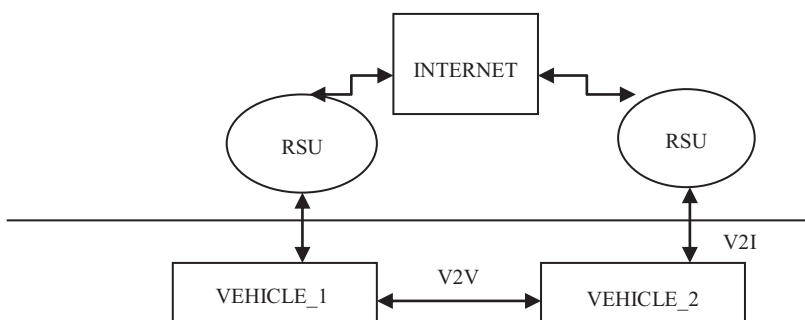 INTERNET
RSU
RSU
V2I
V2V
VEHICLE_1
VEHICLE_2